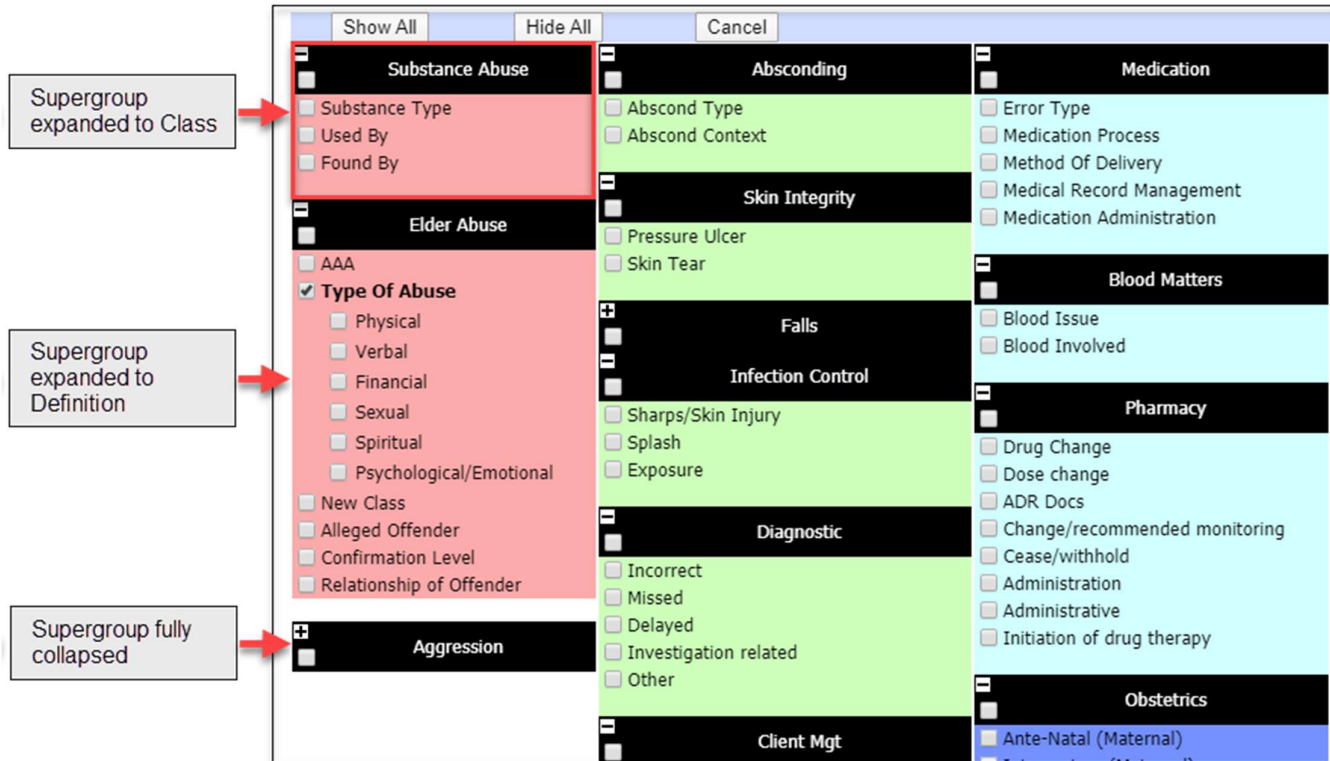 Show All
Hide All
Cancel
Supergroup
expanded to Class
Supergroup
expanded to
Definition
Supergroup fully
collapsed
Substance Abuse
Substance Type
Used By
Found By
Elder Abuse
AAA
Type Of Abuse
Physical
Verbal
Financial
Sexual
Spiritual
Psychological/Emotional
New Class
Alleged Offender
Confirmation Level
Relationship of Offender
Aggression
Absconding
Abscond Type
Abscond Context
Skin Integrity
Pressure Ulcer
Skin Tear
Falls
Infection Control
Sharps/Skin Injury
Splash
Exposure
Diagnostic
Incorrect
Missed
Delayed
Investigation related
Other
Client Mgt
Medication
Error Type
Medication Process
Method Of Delivery
Medical Record Management
Medication Administration
Blood Matters
Blood Issue
Blood Involved
Pharmacy
Drug Change
Dose change
ADR Docs
Change/recommended monitoring
Cease/withhold
Administration
Administrative
Initiation of drug therapy
Obstetrics
Ante-Natal (Maternal)